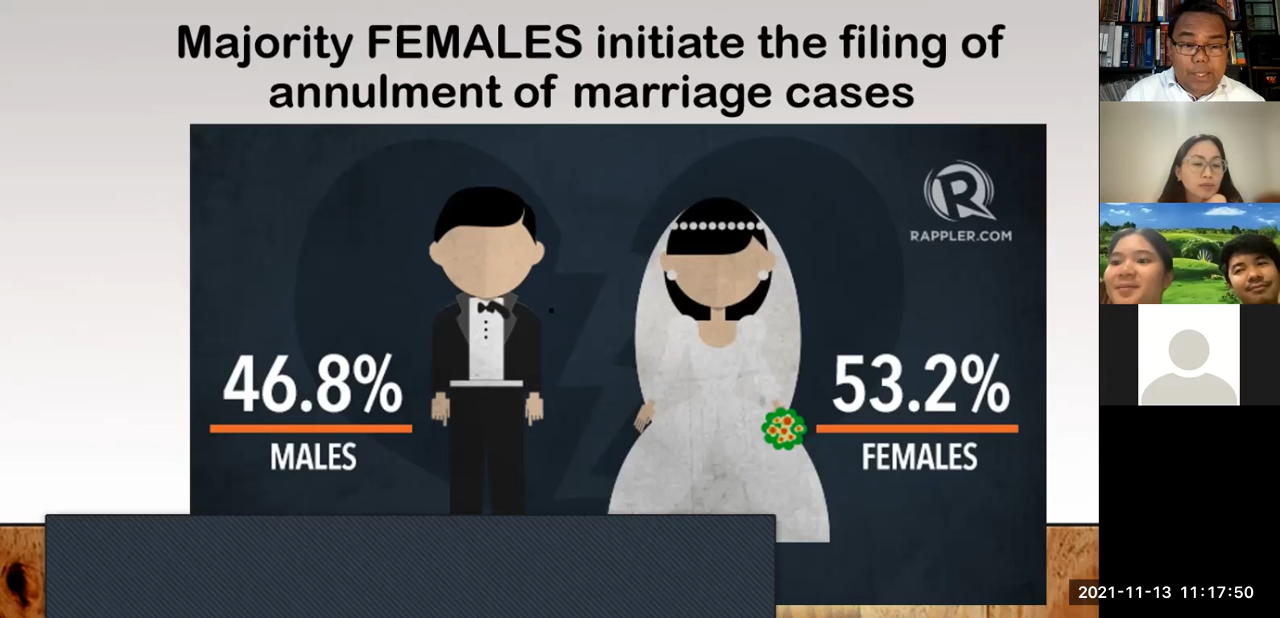 Majority FEMALES initiate the filing of
annulment of marriage cases
R
RAPPLER.COM
46.8%
MALES
53.2%
FEMALES
2021-11-13 11:17:50